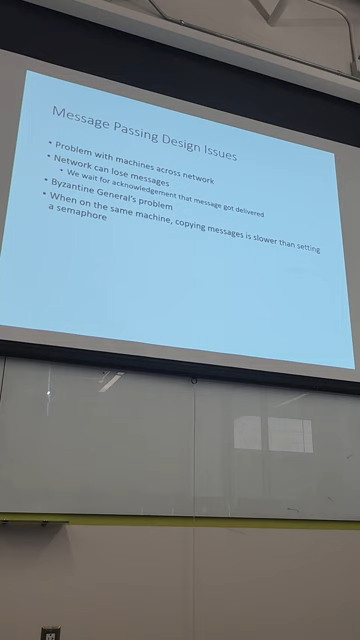 Message Passing Design Issues
• Problem with machines across network
• Network can lose messages
• We wait for acknowledgement that message got delivered
• Byzantine General's problem
• When on the same machine, copying messages is slower than setting
a semaphore